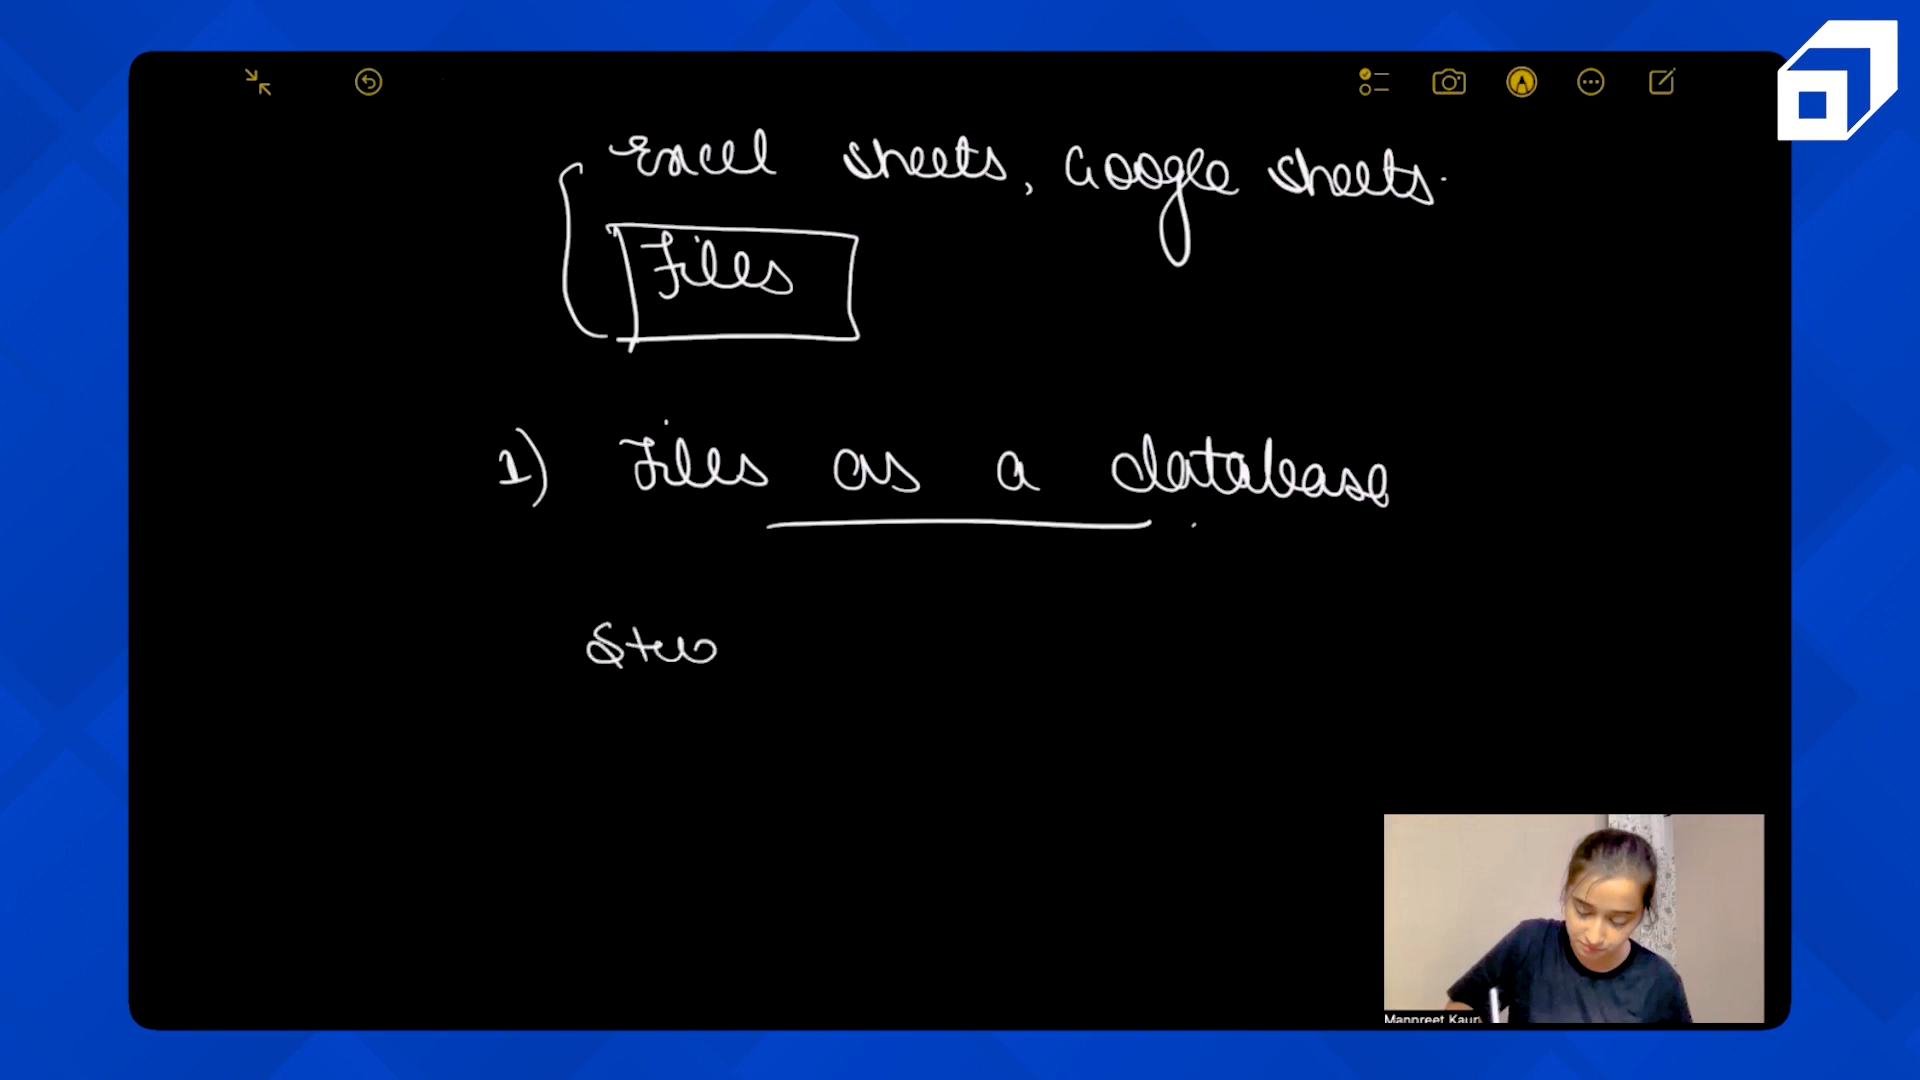 Excel sheets, Google sheets.
Files
1) Files as a database
Stu
Manpreet Kaur